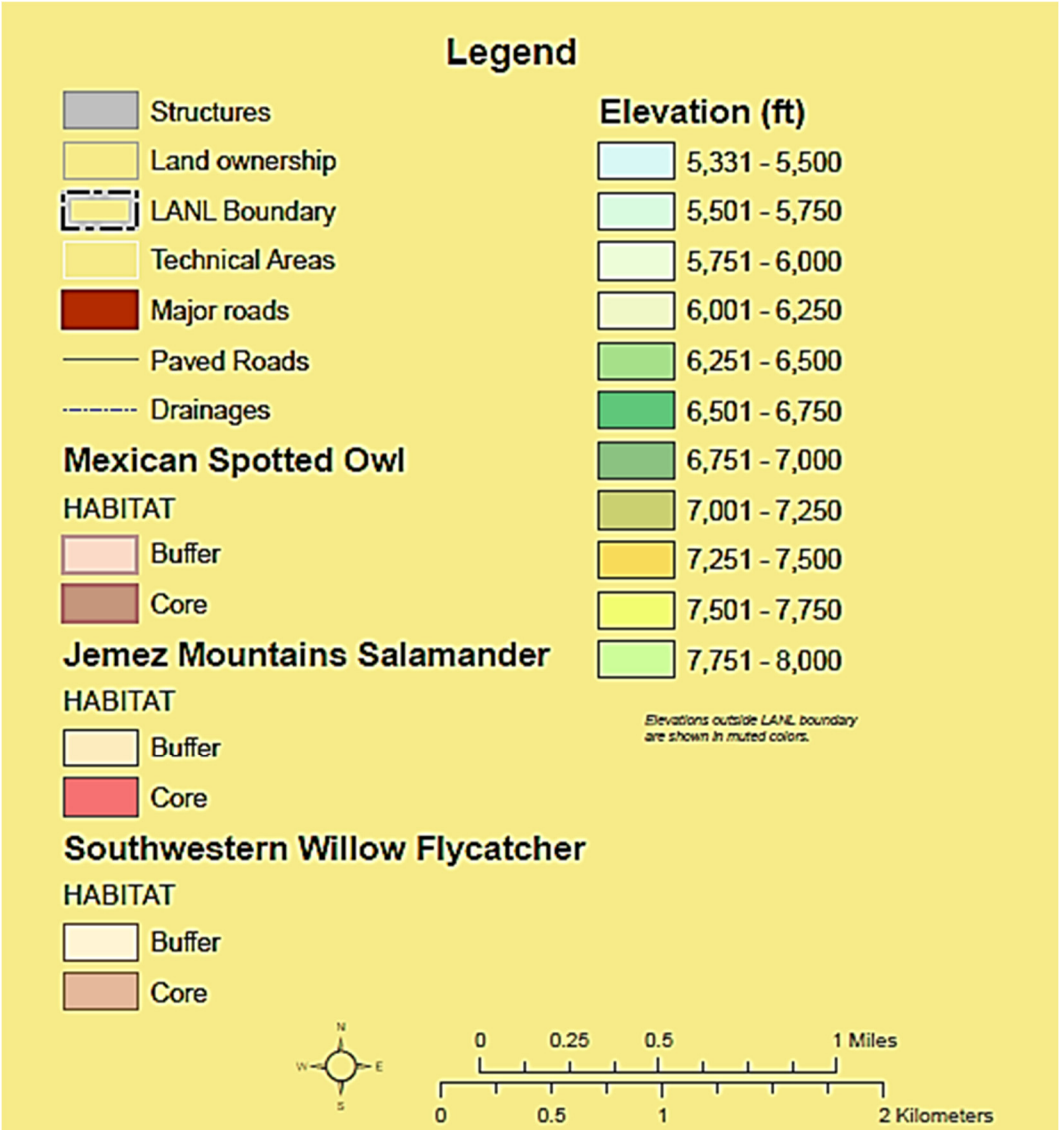 Legend
Structures
Land ownership
LANL Boundary
Technical Areas
Major roads
Paved Roads
Drainages
Mexican Spotted Owl
HABITAT
Buffer
Core
Jemez Mountains Salamander
HABITAT
Buffer
Core
Southwestern Willow Flycatcher
HABITAT
Buffer
Core
Elevation (ft)
5,331 - 5,500
5,501 - 5,750
5,751 - 6,000
6,001 - 6,250
6,251 - 6,500
6,501 - 6,750
6,751 - 7,000
7,001 - 7,250
7,251 - 7,500
7,501 - 7,750
7,751 - 8,000
Elevations outside LANL boundary
are shown in muted colors.
N
W E
S
0 0.25 0.5 1 Miles
0 0.5 1 2 Kilometers